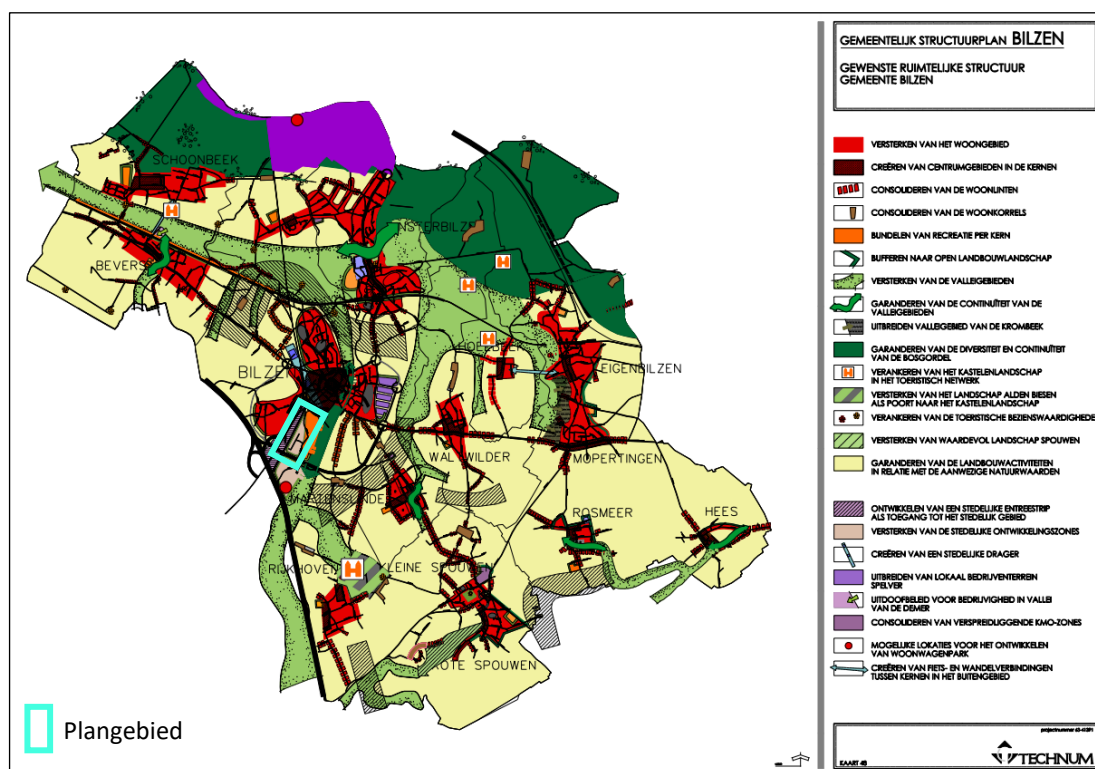 GEMEENTELIJK STRUCTUURPLAN BILZEN
GEWENSTE RUIMTELIJKE STRUCTUUR
GEMEENTE BILZEN
VERSTERKEN VAN HET WOONGEBIED
CREËREN VAN CENTRUMGEBIEDEN IN DE KERNEN
CONSOLIDEREN VAN DE WOONLINTEN
CONSOLIDEREN VAN DE WOONKORRELS
BUNDELEN VAN RECREATIE PER KERN
BUFFEREN NAAR OPEN LANDBOUWLANDSCHAP
VERSTERKEN VAN DE VALLEIGEBIEDEN
GARANDEREN VAN DE CONTINUÏTEIT VAN DE
VALLEIGEBIEDEN
UITBREIDEN VALLEIGEBIED VAN DE KROMBEEK
GARANDEREN VAN DE DIVERSITEIT EN CONTINUÏTEIT
VAN DE BOSGORDEL
VERANKEREN VAN HET KASTELENLANDSCHAP
IN HET TOERISTISCH NETWERK
VERSTERKEN VAN HET LANDSCHAP ALDEN BIESEN
ALS POORT NAAR HET KASTELENLANDSCHAP
VERANKEREN VAN DE TOERISTISCHE BEZIENSWAARDIGHEDE
VERSTERKEN VAN WAARDEVOL LANDSCHAP SPOUWEN
GARANDEREN VAN DE LANDBOUWACTIVITEITEN
IN RELATIE MET DE AANWEZIGE NATUURWAARDEN
ONTWIKKELEN VAN EEN STEDELIJKE ENTREESTRIP
ALS TOEGANG TOT HET STEDELIJK GEBIED
VERSTERKEN VAN DE STEDELIJKE ONTWIKKELINGSZONES
CREËREN VAN EEN STEDELIJKE DRAGER
UITBREIDEN VAN LOKAAL BEDRIJVENTERREIN
SPELVER
UITDOOFBELEID VOOR BEDRIJVIGHEID IN VALLEI
VAN DE DEMER
CONSOLIDEREN VAN VERSPREIDLIGGENDE KMO-ZONES
MOGELIJKE LOKATIES VOOR HET ONTWIKKELEN
VAN WOONWAGENPARK
CREËREN VAN FIETS- EN WANDELVERBINDINGEN
TUSSEN KERNEN IN HET BUITENGEBIED
KAART 4B
TECHNUM
SCHOONBEEK
H
BEVERS
H
H
H
EIGENBILZEN
BILZE
WALTWILDER
MOPERTINGEN
ROSMEER
HEES
RIJKHOVEN
H
KLEINE SPOUWEN
ROTE SPOUWEN
Plangebied